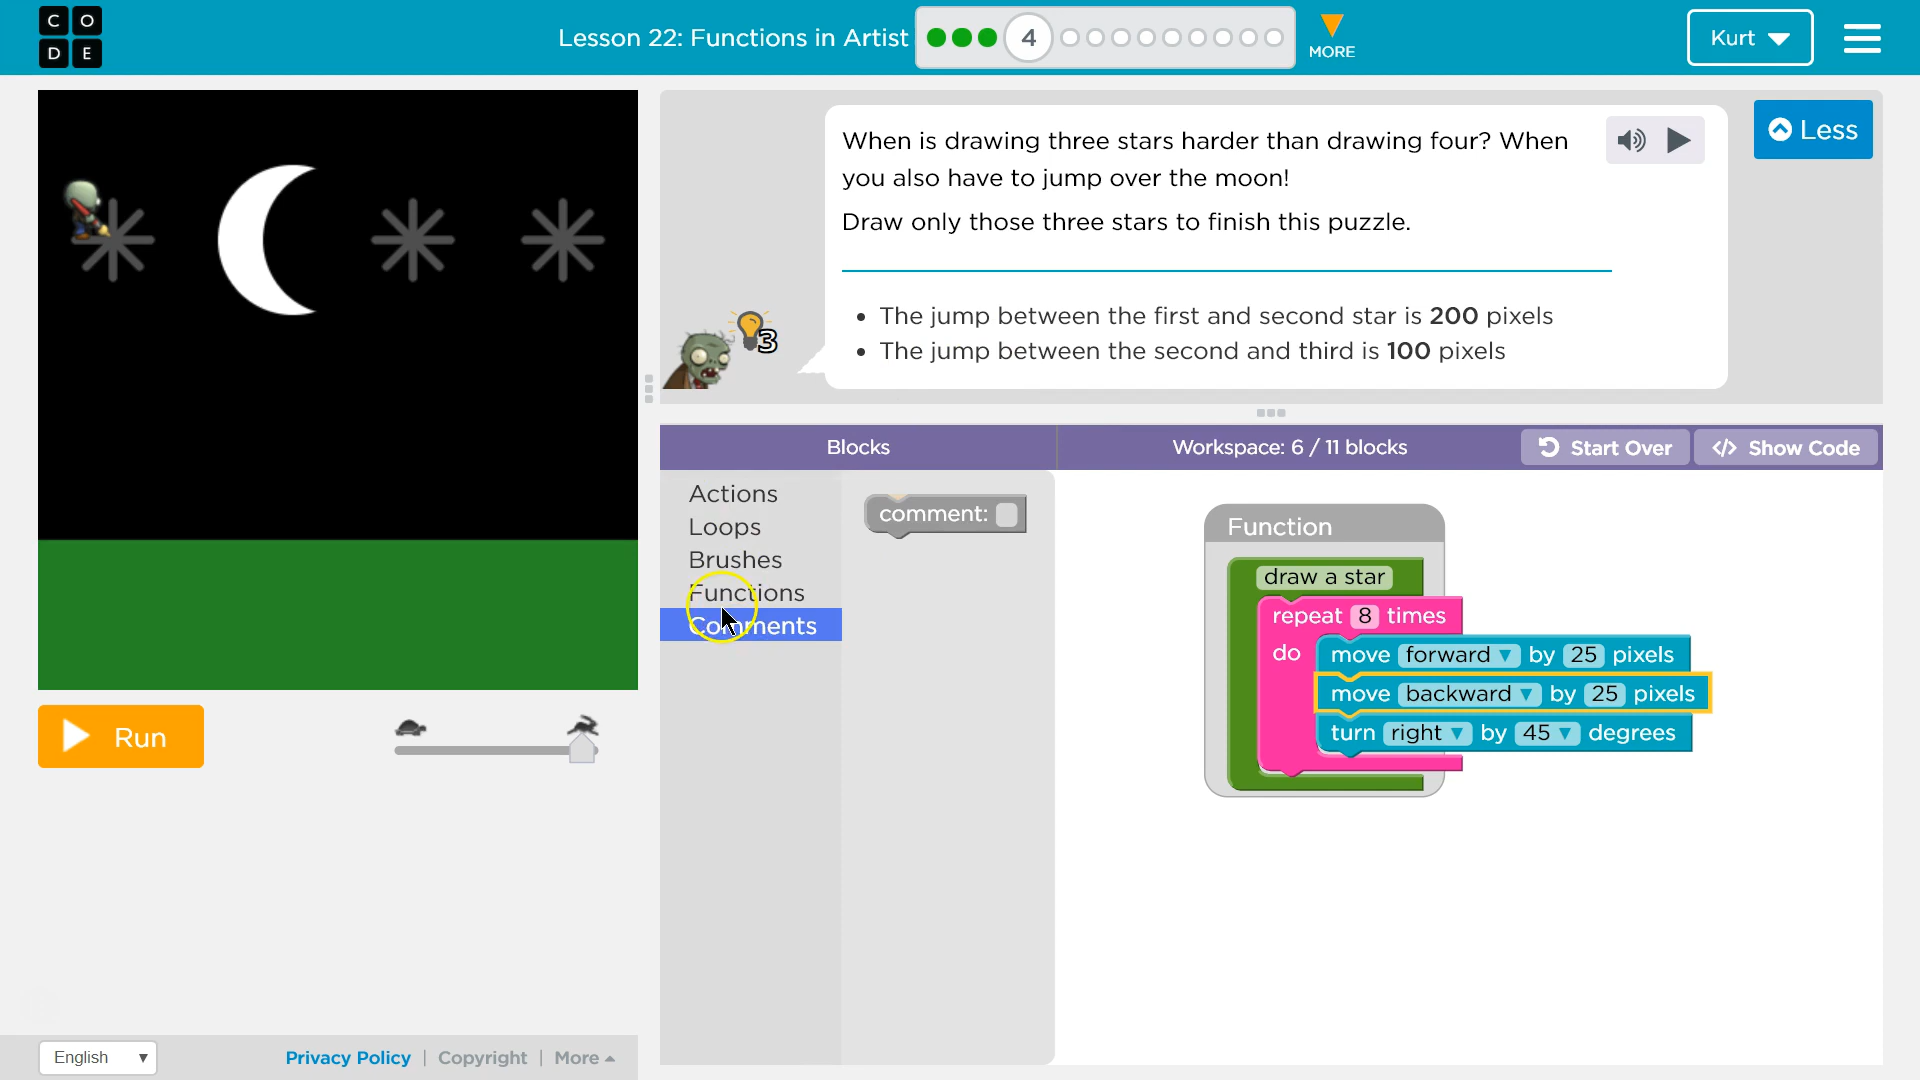 C O
D E
Lesson 22: Functions in Artist
4
MORE
Kurt
When is drawing three stars harder than drawing four? When
you also have to jump over the moon!
Draw only those three stars to finish this puzzle.
The jump between the first and second star is 200 pixels
The jump between the second and third is 100 pixels
Less
3
Blocks
Workspace: 6 / 11 blocks
Start Over
</> Show Code
Actions
Loops
Brushes
Functions
Comments
comment:
Function
draw a star
repeat 8 times
do
move forward by 25 pixels
move backward by 25 pixels
turn right by 45 degrees
Run
English
Privacy Policy | Copyright | More